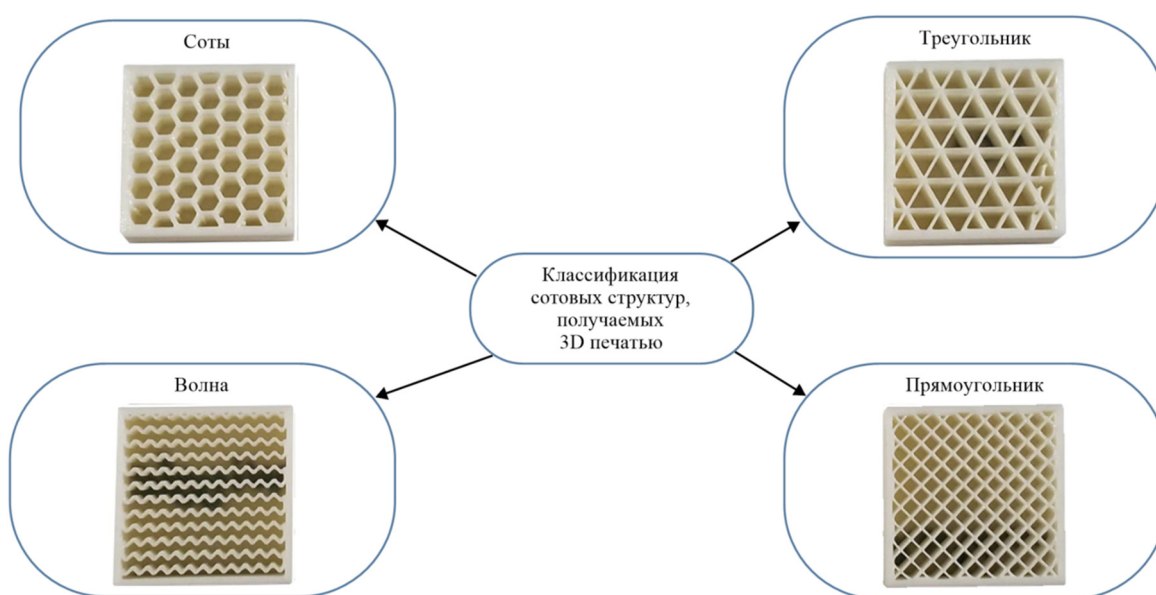 Соты
Треугольник
Классификация
сотовых структур,
получаемых
3D печатью
Волна
Прямоугольник